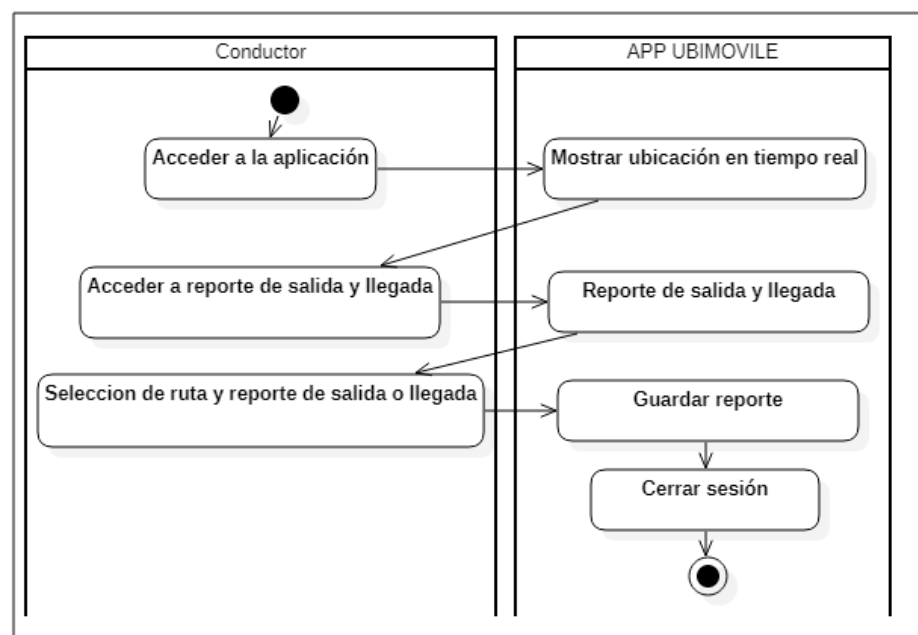 Conductor
APP UBIMOVILE
Acceder a la aplicación
Mostrar ubicación en tiempo real
Acceder a reporte de salida y llegada
Reporte de salida y llegada
Seleccion de ruta y reporte de salida o llegada
Guardar reporte
Cerrar sesión